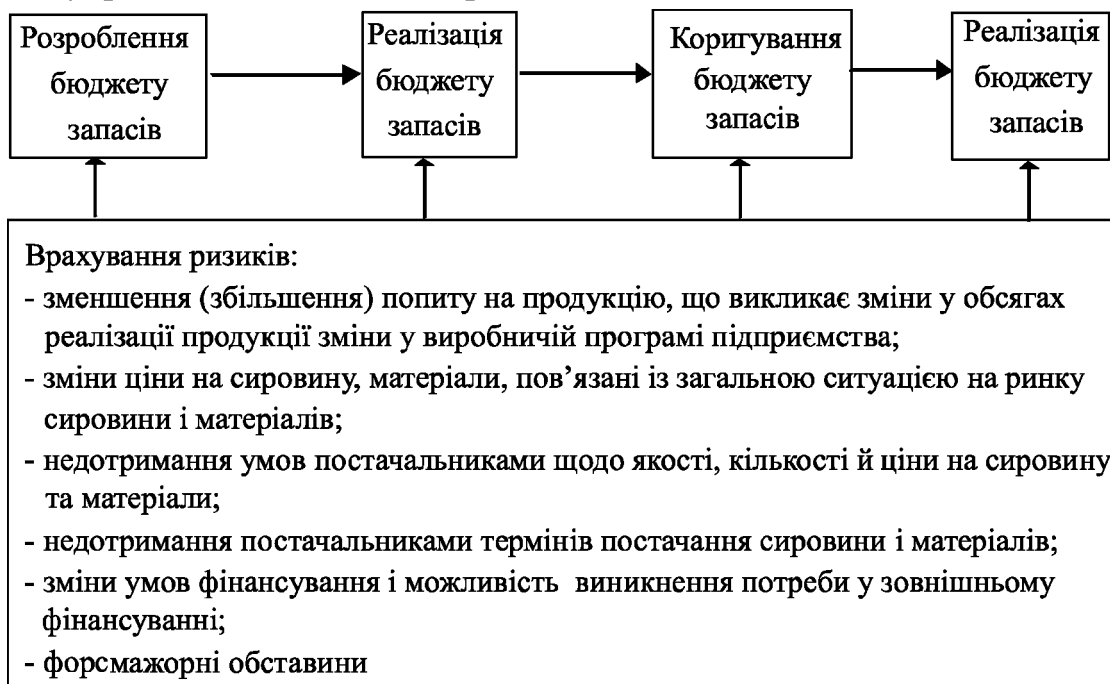 Розроблення
бюджету
запасів
Реалізація
бюджету
запасів
Коригування
бюджету
запасів
Реалізація
бюджету
запасів
Врахування ризиків:
- зменшення (збільшення) попиту на продукцію, що викликає зміни у обсягах
реалізації продукції зміни у виробничій програмі підприємства;
- зміни ціни на сировину, матеріали, пов’язані із загальною ситуацією на ринку
сировини і матеріалів;
- недотримання умов постачальниками щодо якості, кількості й ціни на сировину
та матеріали;
- недотримання постачальниками термінів постачання сировини і матеріалів;
- зміни умов фінансування і можливість виникнення потреби у зовнішньому
фінансуванні;
- форсмажорні обставини